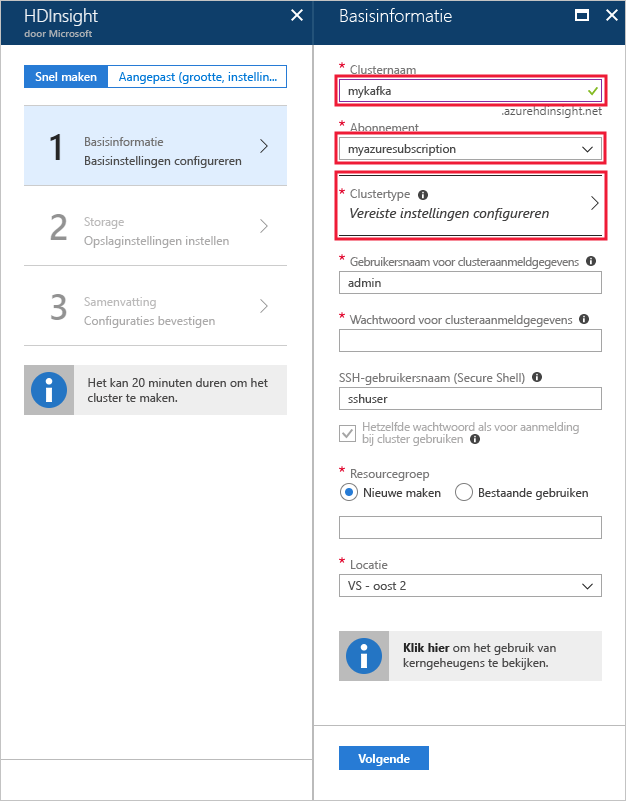 HDInsight
door Microsoft
Snel maken
Aangepast (grootte, instellin...
1
Basisinformatie
Basisinstellingen configureren
2
Storage
Opslaginstellingen instellen
3
Samenvatting
Configuraties bevestigen
Het kan 20 minuten duren om het
cluster te maken.
Basisinformatie
* Clusternaam
mykafka
.azurehdinsight.net
* Abonnement
myazuresubscription
* Clustertype
Vereiste instellingen configureren
* Gebruikersnaam voor clusteraanmeldgegevens
admin
* Wachtwoord voor clusteraanmeldgegevens
SSH-gebruikersnaam (Secure Shell)
sshuser
Hetzelfde wachtwoord als voor aanmelding
bij cluster gebruiken
* Resourcegroep
Nieuwe maken
Bestaande gebruiken
* Locatie
VS - oost 2
Klik hier om het gebruik van
kerngeheugens te bekijken.
Volgende